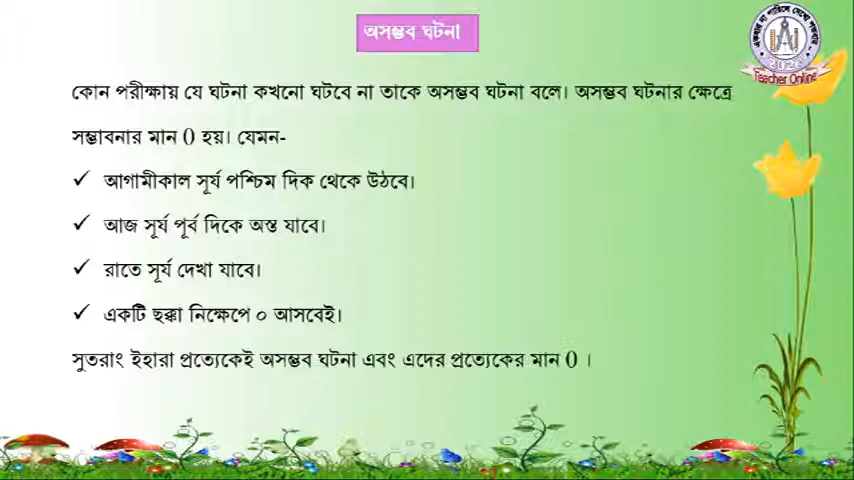 অসম্ভব ঘটনা
কোন পরীক্ষায় যে ঘটনা কখনো ঘটবে না তাকে অসম্ভব ঘটনা বলে। অসম্ভব ঘটনার ক্ষেত্রে
সম্ভাবনার মান 0 হয়। যেমন-
✓ আগামীকাল সূর্য পশ্চিম দিক থেকে উঠবে।
✓ আজ সূর্য পূর্ব দিকে অস্ত যাবে।
✓ রাতে সূর্য দেখা যাবে।
✓ একটি ছক্কা নিক্ষেপে ০ আসবেই।
সুতরাং ইহারা প্রত্যেকেই অসম্ভব ঘটনা এবং এদের প্রত্যেকের মান 0 ।
Teacher Online